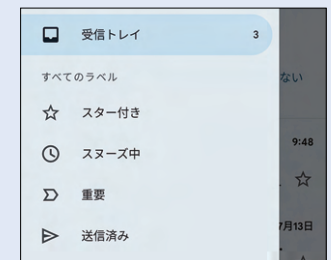 受信トレイ 3
すべてのラベル
ない
スター付き
スヌーズ中
9:48
重要
送信済み
7月13日